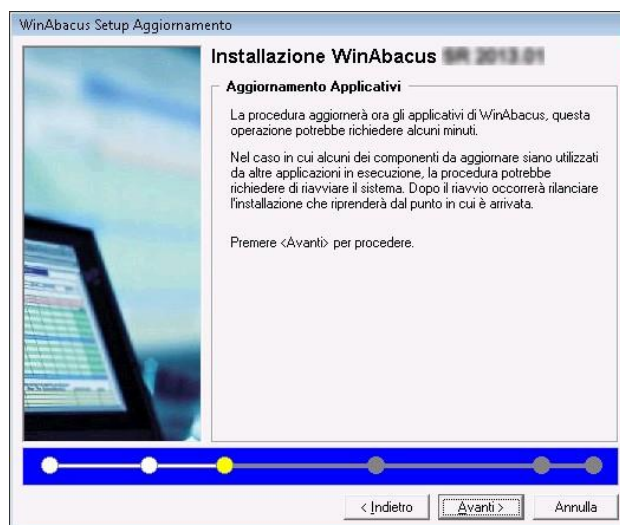 WinAbacus Setup Aggiornamento
Installazione WinAbacus
Aggiornamento Applicativi
La procedura aggiornerà ora gli applicativi di WinAbacus, questa
operazione potrebbe richiedere alcuni minuti.
Nel caso in cui alcuni dei componenti da aggiornare siano utilizzati
da altre applicazioni in esecuzione, la procedura potrebbe
richiedere di riavviare il sistema. Dopo il riavvio occorrerà rilanciare
l'installazione che riprenderà dal punto in cui è arrivata.
Premere <Avanti> per procedere.
< Indietro
Avanti >
Annulla